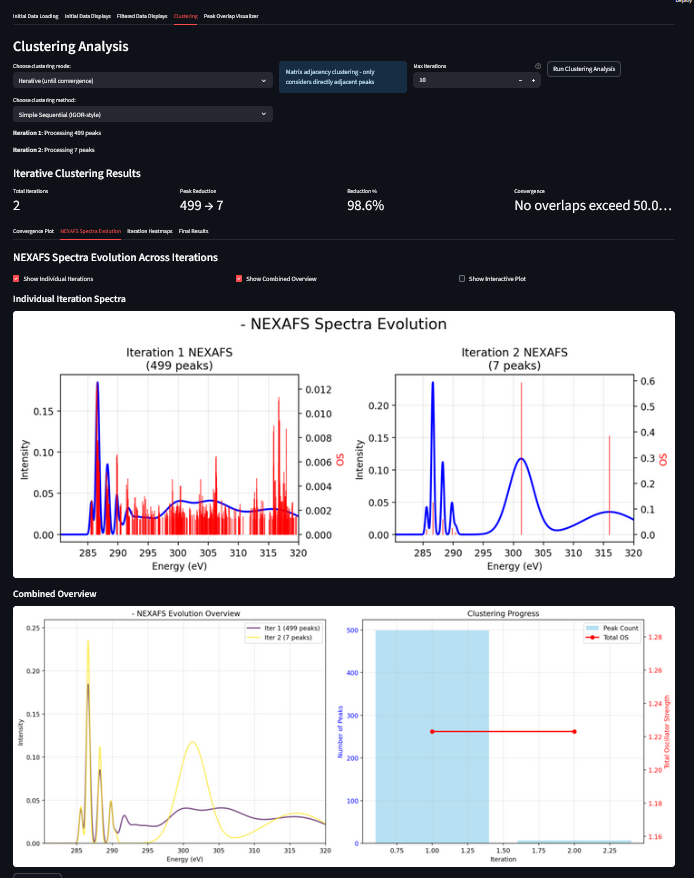 Deploy
Initial Data Loading Initial Data Displays Filtered Data Displays Clustering Peak Overlap Visualizer
Clustering Analysis
Choose clustering mode:
Iterative (until convergence)
Matrix adjacency clustering - only
considers directly adjacent peaks
Max Iterations
10
Run Clustering Analysis
Choose clustering method:
Simple Sequential (IGOR-style)
Iteration 1: Processing 499 peaks
Iteration 2: Processing 7 peaks
Iterative Clustering Results
Total Iterations
2
Peak Reduction
499 → 7
Reduction %
98.6%
Convergence
No overlaps exceed 50.0...
Convergence Plot NEXAFS Spectra Evolution Iteration Heatmaps Final Results
NEXAFS Spectra Evolution Across Iterations
Show Individual Iterations Show Combined Overview Show Interactive Plot
Individual Iteration Spectra
- NEXAFS Spectra Evolution
Iteration 1 NEXAFS
(499 peaks)
Intensity
0.15
0.10
0.05
0.00
285 290 295 300 305 310 315 320
Energy (eV)
0.012
0.010
0.008
0.006
0.004
0.002
0.000
OS
Iteration 2 NEXAFS
(7 peaks)
Intensity
0.20
0.15
0.10
0.05
0.00
285 290 295 300 305 310 315 320
Energy (eV)
0.6
0.5
0.4
0.3
0.2
0.1
0.0
OS
Combined Overview
- NEXAFS Evolution Overview
Iter 1 (499 peaks)
Iter 2 (7 peaks)
Intensity
0.25
0.20
0.15
0.10
0.05
0.00
285 290 295 300 305 310 315 320
Energy (eV)
Clustering Progress
Peak Count
Total OS
Number of Peaks
500
400
300
200
100
0
0.75 1.00 1.25 1.50 1.75 2.00 2.25
Iteration
1.28
1.26
1.24
1.22
1.20
1.18
1.16
Total Oscillator Strength